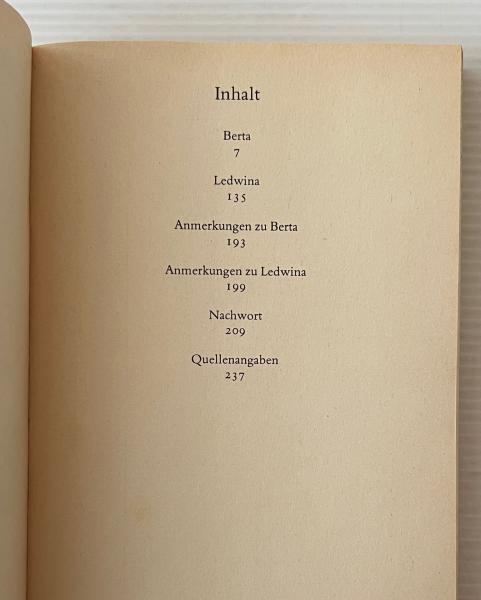 Inhalt
Berta
7
Ledwina
135
Anmerkungen zu Berta
193
Anmerkungen zu Ledwina
199
Nachwort
209
Quellenangaben
237